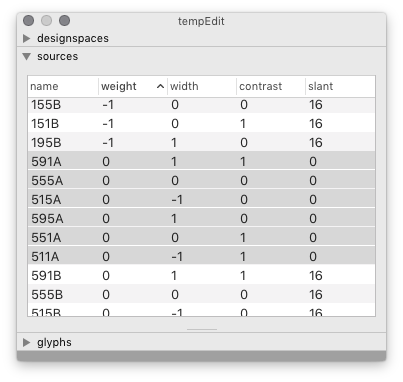 tempEdit
designspaces
sources
name weight width contrast slant
155B -1 0 0 16
151B -1 0 1 16
195B -1 1 0 16
591A 0 1 1 0
555A 0 0 0 0
515A 0 -1 0 0
595A 0 1 0 0
551A 0 0 1 0
511A 0 -1 1 0
591B 0 1 1 16
555B 0 0 0 16
515B 0 -1 0 16
glyphs